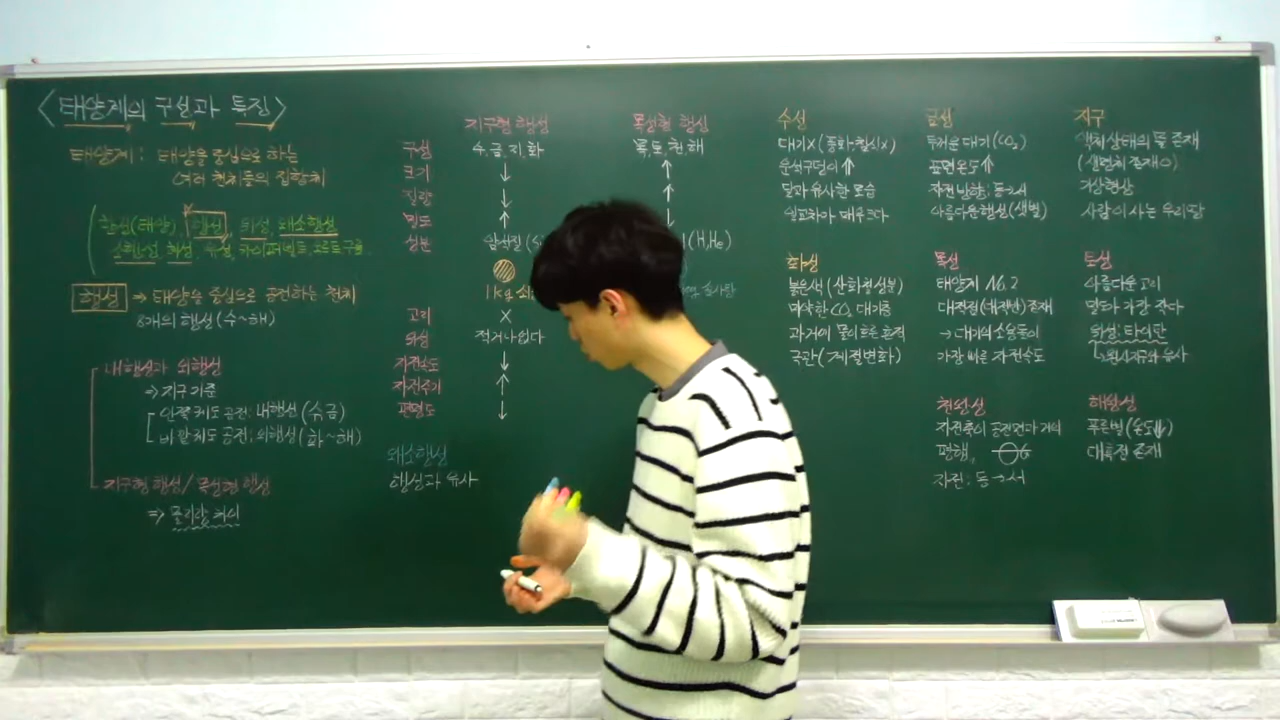 <태양계의 구성과 특징>
태양계: 태양을 중심으로 하는
여러 천체들의 집합체
항성(태양), 행성, 위성, 왜소행성
소행성, 혜성, 유성, 카이퍼벨트, 오르트구름
행성 ⇒ 태양을 중심으로 공전하는 천체
8개의 행성(수~해)
내행성과 외행성
⇒ 지구 기준
안쪽 궤도 공전: 내행성(수,금)
바깥궤도 공전: 외행성(화~해)
지구형 행성/목성형 행성
⇒ 물리량 차이
지구형 행성 목성형 행성
구성 수,금,지,화 목,토,천,해
크기 ↓ ↑
질량 ↓ ↑
밀도 ↑ ↓
성분 암석질 (H,He)
1kg
고리 X
위성 적거나없다
자전속도 ↓
자전주기 ↑
편평도 ↓
왜소행성
행성과 유사
수성
대기X(풍화·침식X)
운석구덩이⇑
달과 유사한 모습
일교차가 매우크다
금성
두꺼운 대기(CO₂)
표면온도↑
자전방향: 동→서
아름다운행성(샛별)
지구
액체 상태의 물 존재
(생명체 존재O)
기상현상
사람이 사는 우리땅
화성
붉은색(산화철성분)
미약한 CO₂ 대기층
과거에 물이흐른흔적
극관(계절변화)
목성
태양계 No.2
대적점(대적반)존재
→대기의소용돌이
가장 빠른 자전속도
토성
아름다운 고리
밀도가 가장 작다
위성: 타이탄
↳원시지구와 유사
천왕성
자전축이 공전면과 거의
평행,
자전: 동→서
해왕성
푸른빛(온도↓)
대흑점 존재